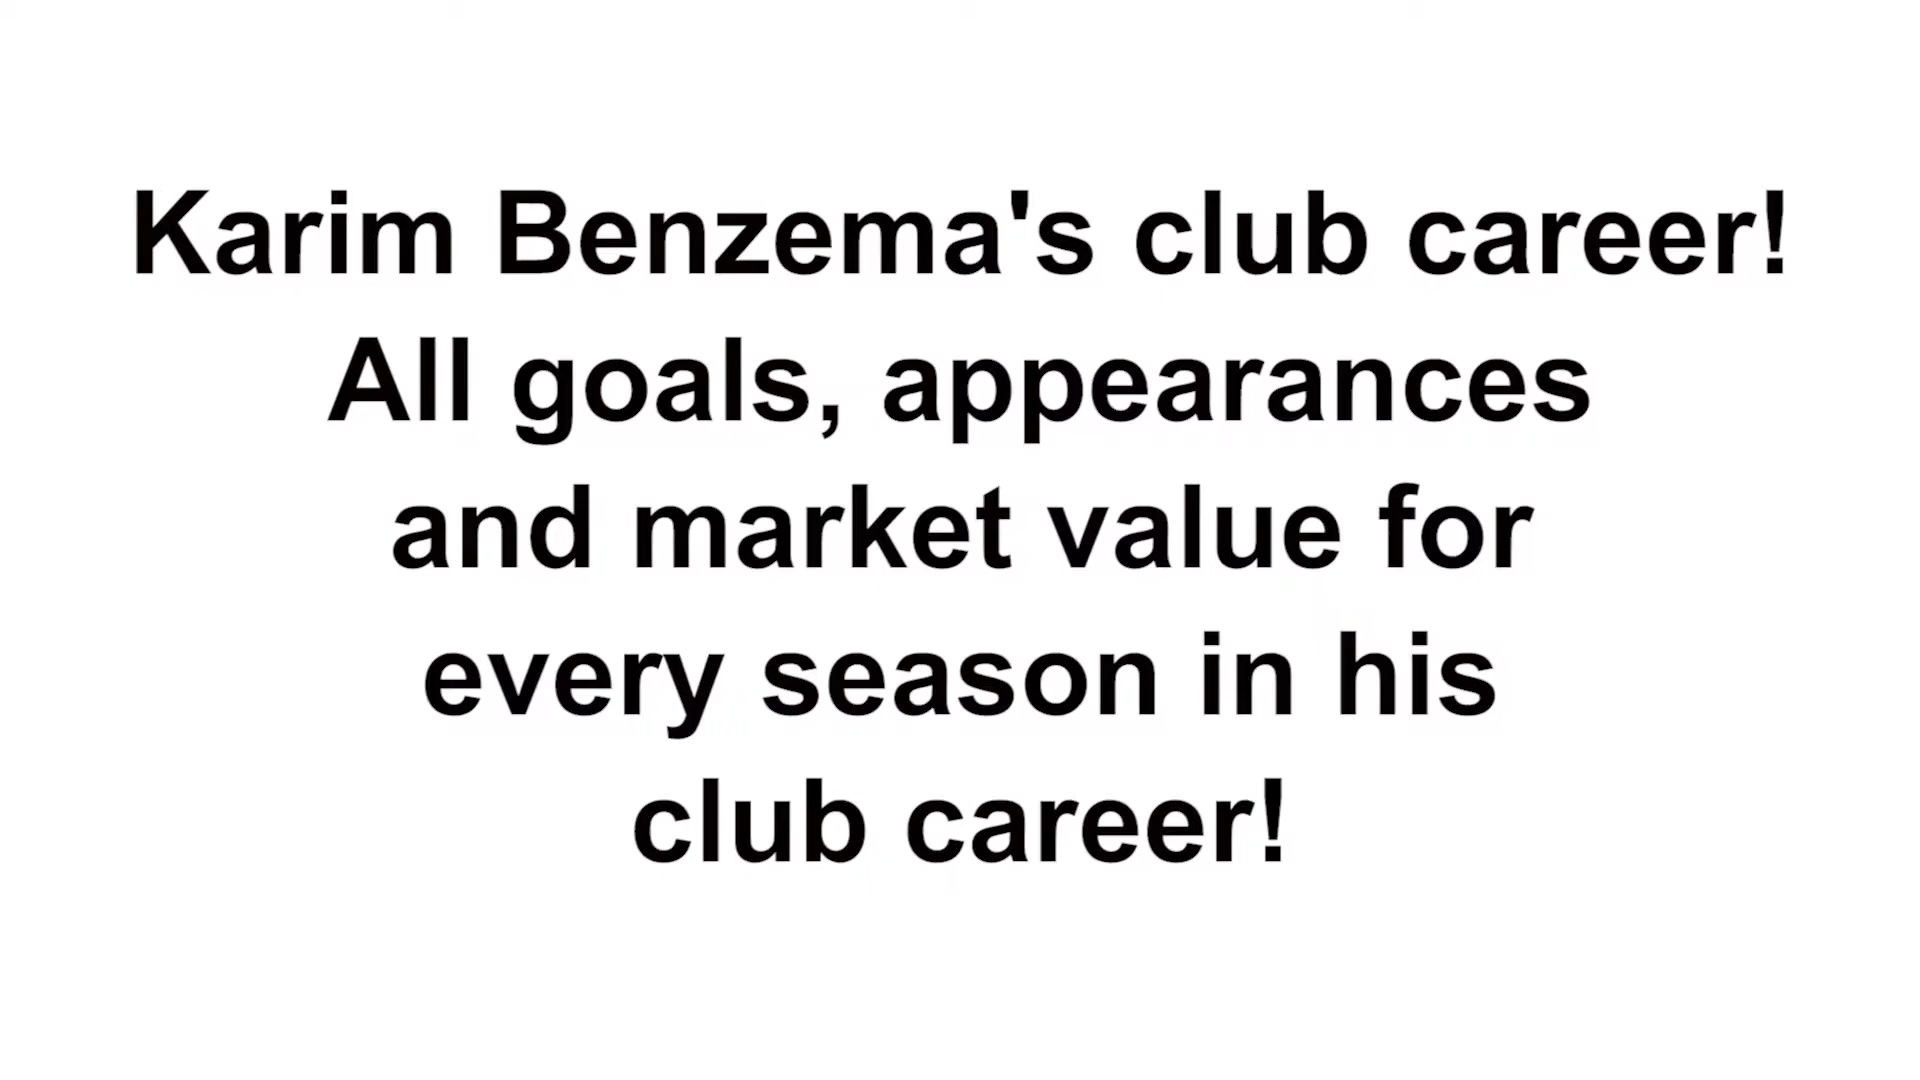 Karim Benzema's club career!
All goals, appearances
and market value for
every season in his
club career!